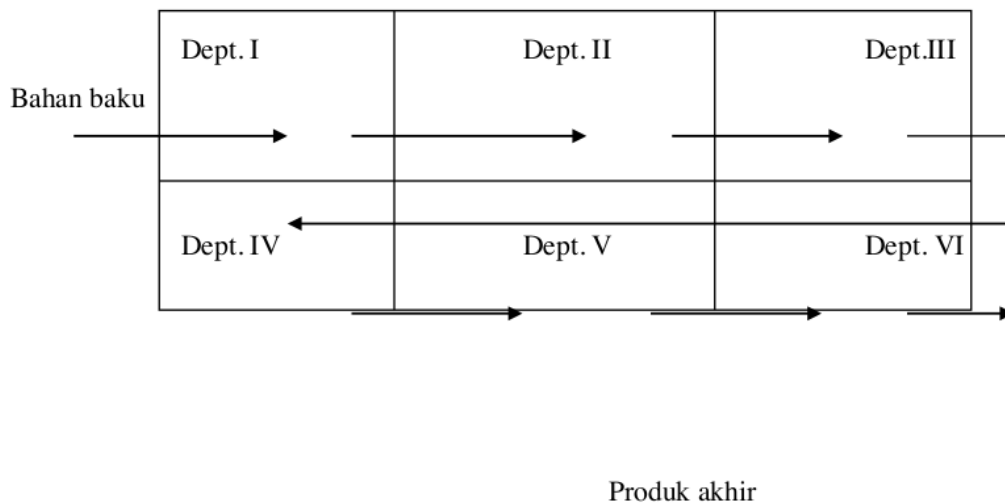 Dept. I
Dept. II
Dept.III
Bahan baku
Dept. IV
Dept. V
Dept. VI
Produk akhir